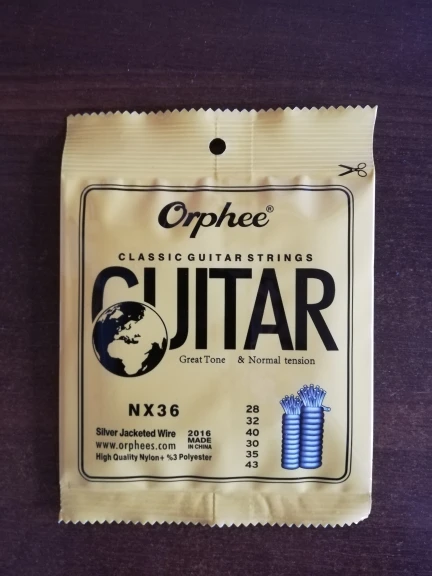 Orphee®
CLASSIC GUITAR STRINGS
GUITAR
Great Tone & Normal tension
NX36
Silver Jacketed Wire
2016
MADE
IN CHINA
www.orphees.com
High Quality Nylon+ %3 Polyester
28
32
40
30
35
43